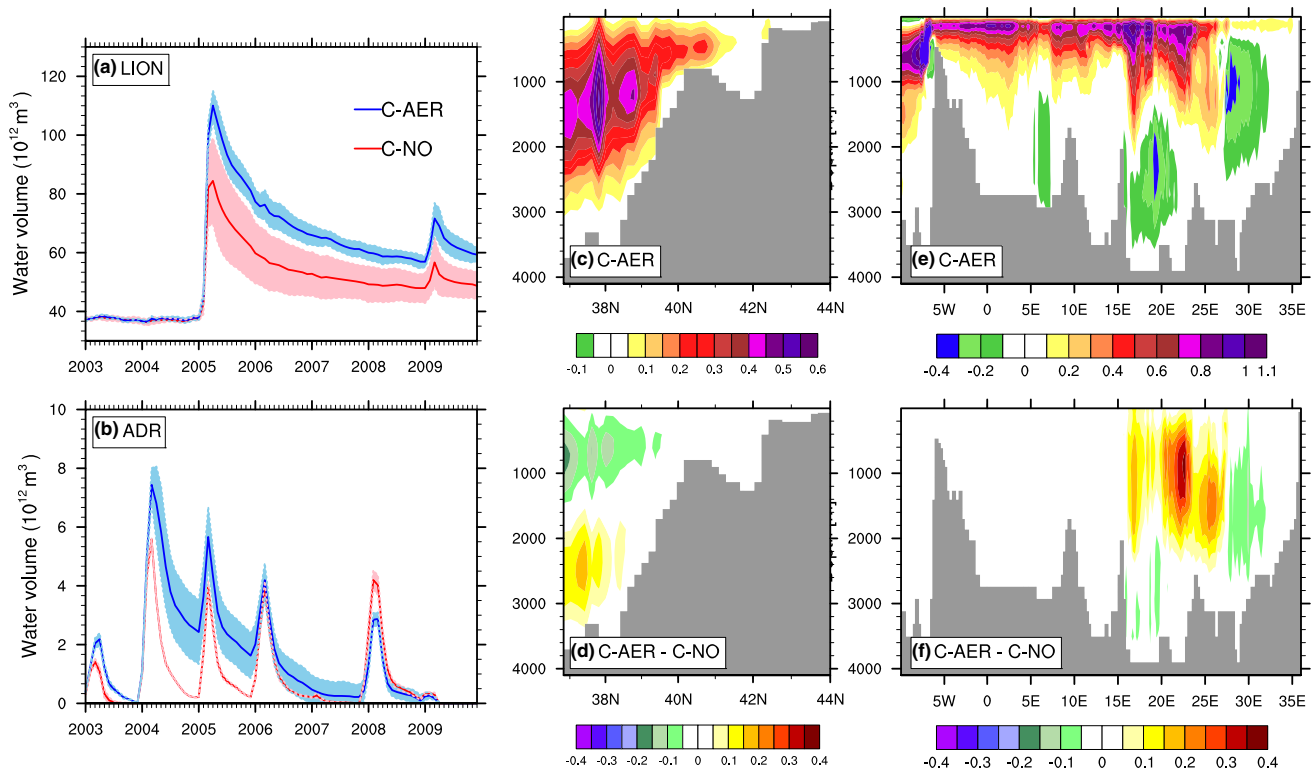 (a) LION
Water volume (10¹² m³)
120
100
80
60
40
C-AER
C-NO
2003 2004 2005 2006 2007 2008 2009
(b) ADR
Water volume (10¹² m³)
10
8
6
4
2
0
2003 2004 2005 2006 2007 2008 2009
(c) C-AER
1000
2000
3000
4000
38N 40N 42N 44N
-0.1 0 0.1 0.2 0.3 0.4 0.5 0.6
(d) C-AER - C-NO
1000
2000
3000
4000
38N 40N 42N 44N
-0.4 -0.3 -0.2 -0.1 0 0.1 0.2 0.3 0.4
(e) C-AER
1000
2000
3000
4000
5W 0 5E 10E 15E 20E 25E 30E 35E
-0.4 -0.2 0 0.2 0.4 0.6 0.8 1 1.1
(f) C-AER - C-NO
1000
2000
3000
4000
5W 0 5E 10E 15E 20E 25E 30E 35E
-0.4 -0.3 -0.2 -0.1 0 0.1 0.2 0.3 0.4